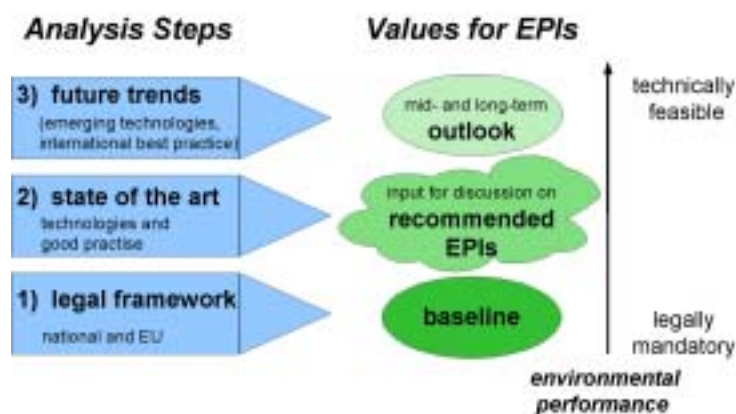 Analysis Steps
Values for EPIs
3) future trends
(emerging technologies,
international best practice)
mid- and long-term
outlook
technically
feasible
2) state of the art
technologies and
good practise
input for discussion on
recommended
EPIs
1) legal framework
national and EU
baseline
legally
mandatory
environmental
performance